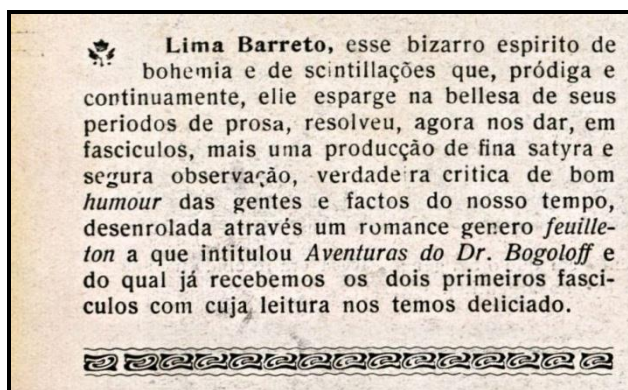 Lima Barreto, esse bizarro espirito de
bohemia e de scintillações que, pródiga e
continuamente, elle esparge na bellesa de seus
periodos de prosa, resolveu, agora nos dar, em
fasciculos, mais uma producção de fina satyra e
segura observação, verdadeira critica de bom
humour das gentes e factos do nosso tempo,
desenrolada através um romance genero feuille-
ton a que intitulou Aventuras do Dr. Bogoloff e
do qual já recebemos os dois primeiros fasci-
culos com cuja leitura nos temos deliciado.